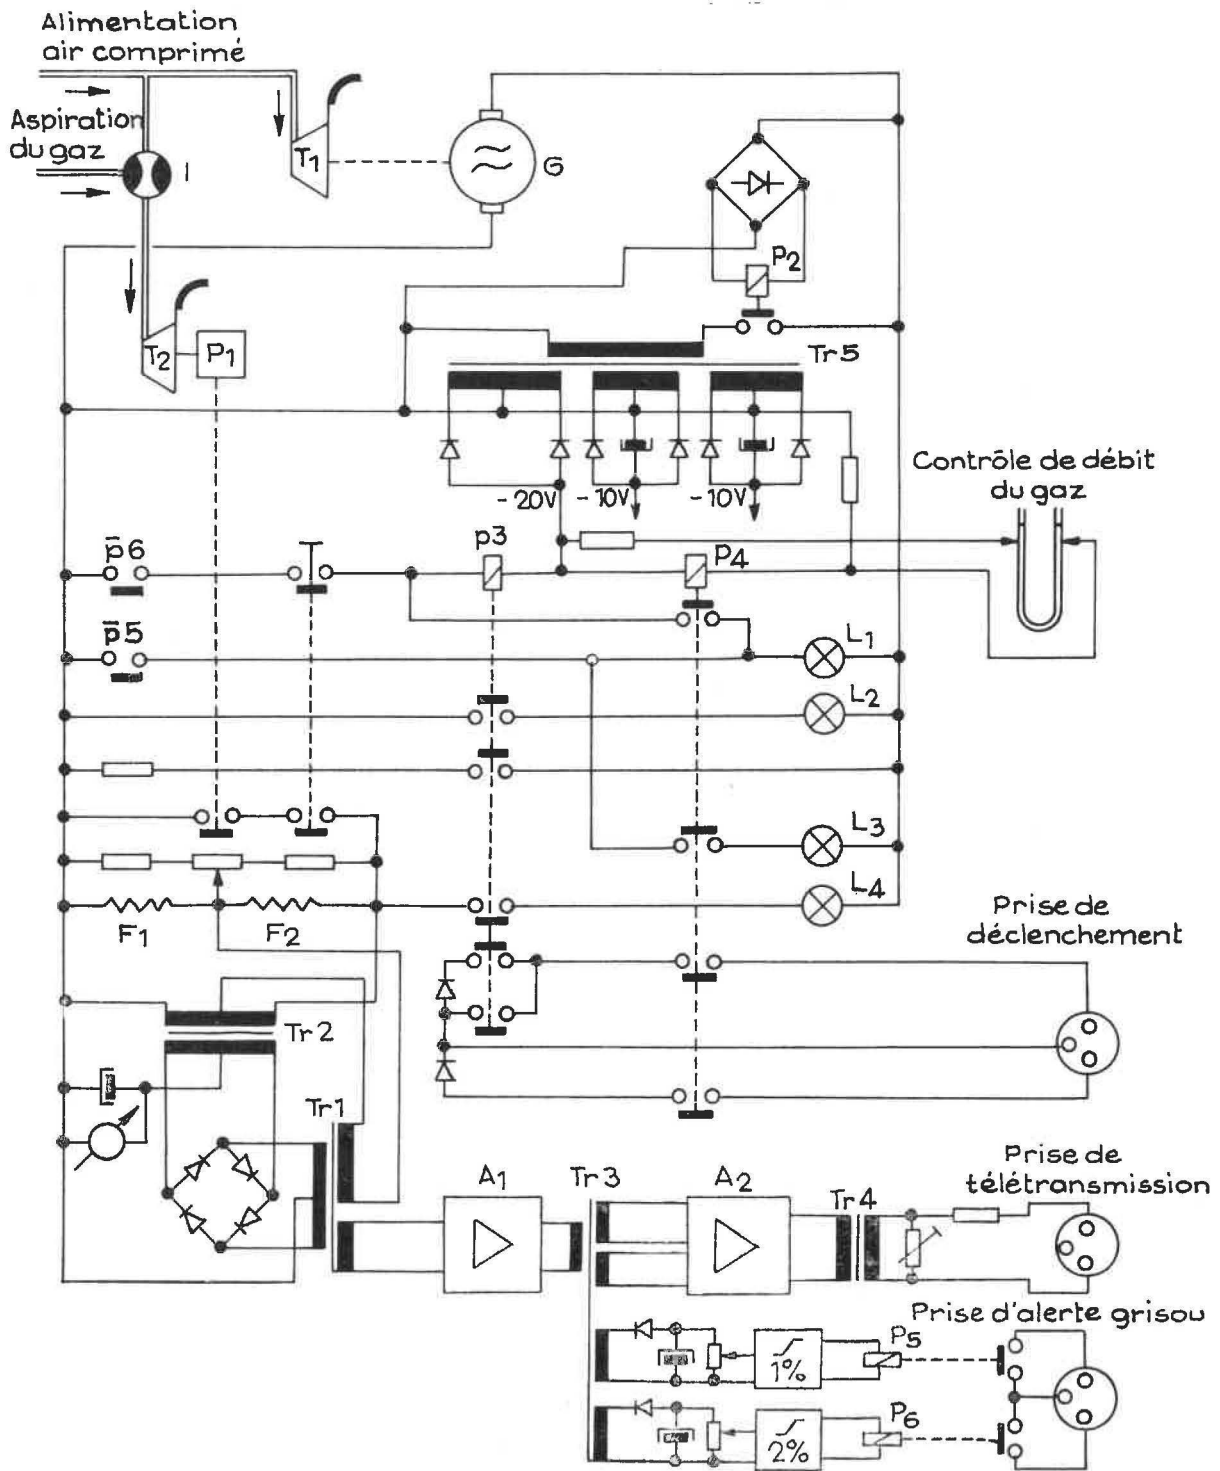 Alimentation
air comprimé
Aspiration
du gaz
I
T1
G
P2
T2
P1
Tr5
-20V
-10V
-10V
Contrôle de débit
du gaz
p̄6
p3
P4
p̄5
L1
L2
L3
L4
F1
F2
Prise de
déclenchement
Tr2
Tr1
A1
Tr3
A2
Tr4
Prise de
télétransmission
Prise d'alerte grisou
1%
P5
2%
P6